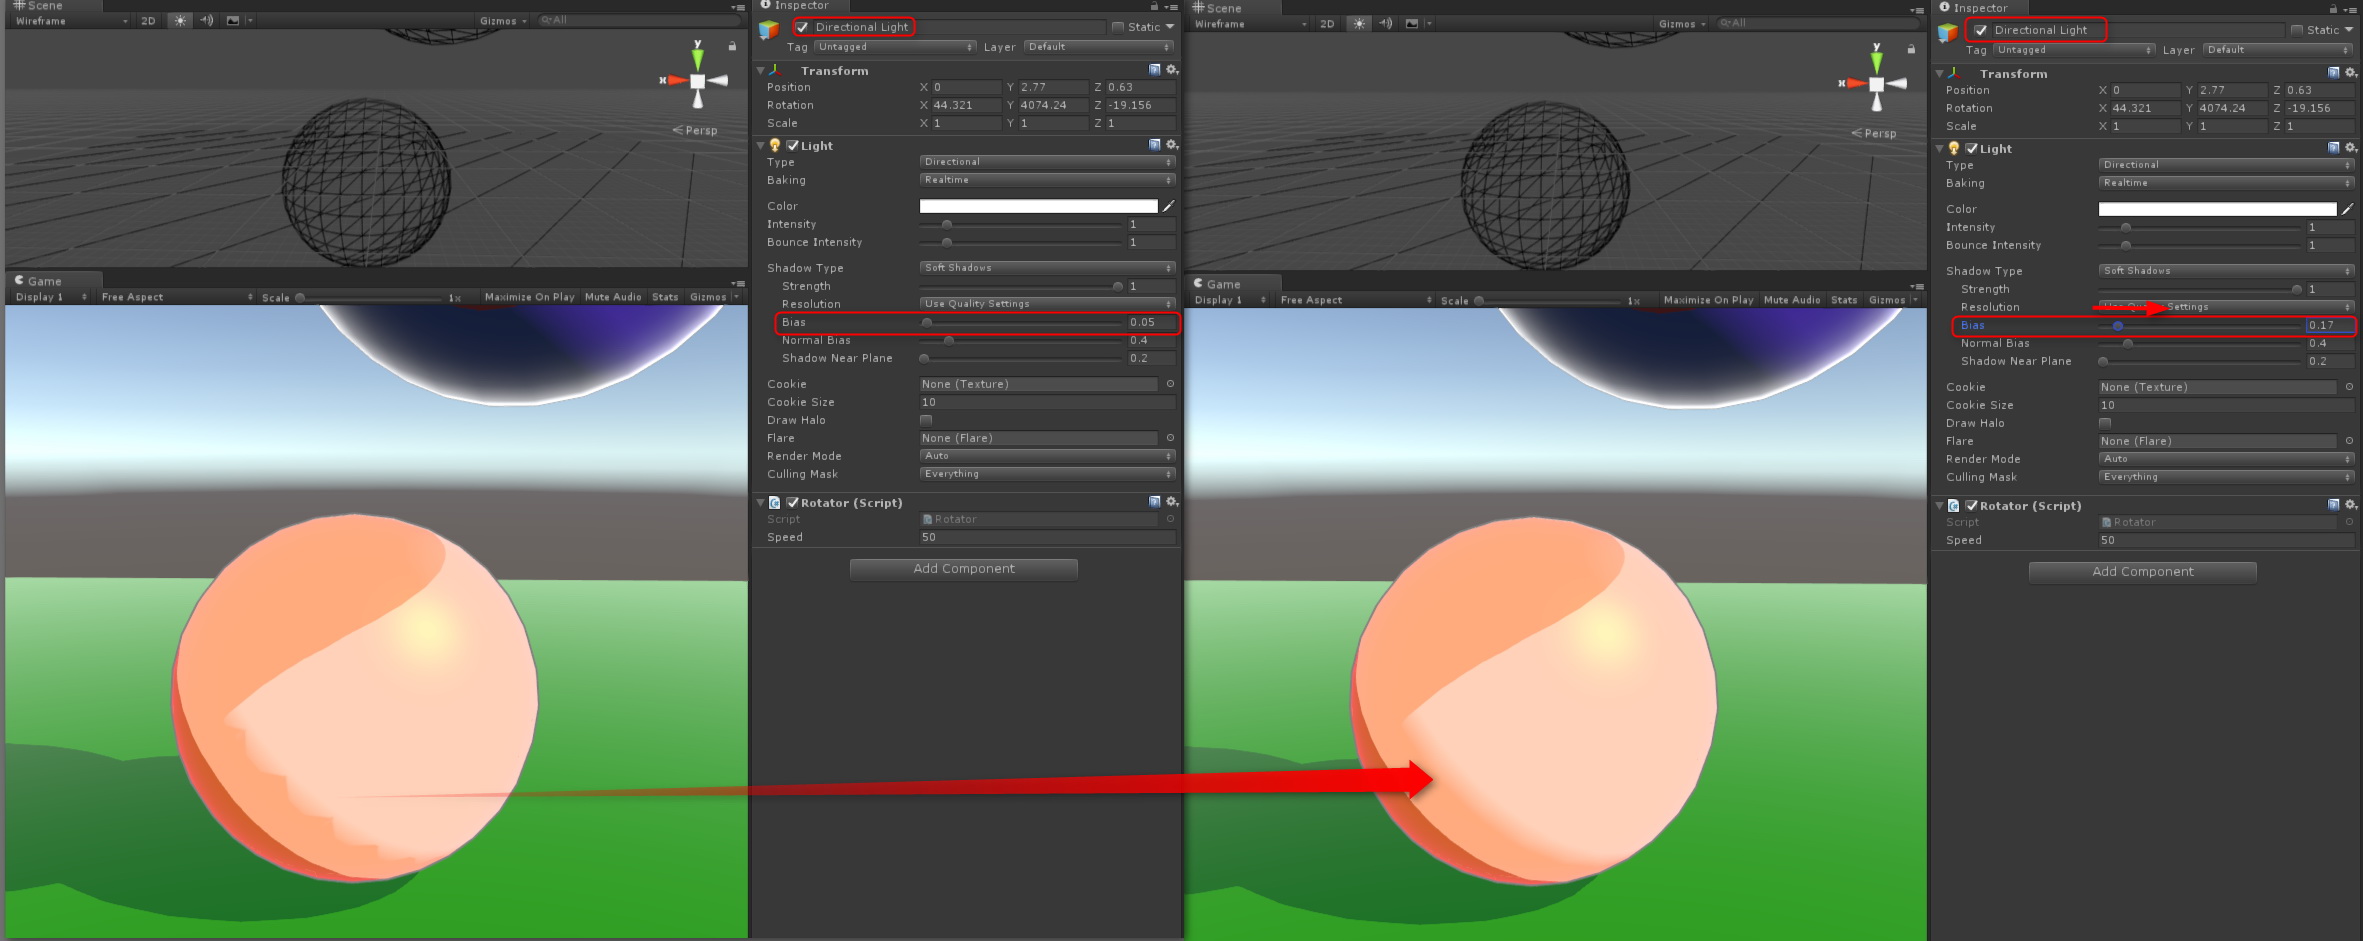 Scene
Wireframe 2D Gizmos All
y
x
Persp
Game
Display 1 Free Aspect Scale 1x Maximize On Play Mute Audio Stats Gizmos
Inspector
Directional Light Static
Tag Untagged Layer Default
Transform
Position X 0 Y 2.77 Z 0.63
Rotation X 44.321 Y 4074.24 Z -19.156
Scale X 1 Y 1 Z 1
Light
Type Directional
Baking Realtime
Color
Intensity 1
Bounce Intensity 1
Shadow Type Soft Shadows
Strength 1
Resolution Use Quality Settings
Bias 0.05
Normal Bias 0.4
Shadow Near Plane 0.2
Cookie None (Texture)
Cookie Size 10
Draw Halo
Flare None (Flare)
Render Mode Auto
Culling Mask Everything
Rotator (Script)
Script Rotator
Speed 50
Add Component
Scene
Wireframe 2D Gizmos All
y
x
Persp
Game
Display 1 Free Aspect Scale 1x Maximize On Play Mute Audio Stats Gizmos
Inspector
Directional Light Static
Tag Untagged Layer Default
Transform
Position X 0 Y 2.77 Z 0.63
Rotation X 44.321 Y 4074.24 Z -19.156
Scale X 1 Y 1 Z 1
Light
Type Directional
Baking Realtime
Color
Intensity 1
Bounce Intensity 1
Shadow Type Soft Shadows
Strength 1
Resolution Use Quality Settings
Bias 0.17
Normal Bias 0.4
Shadow Near Plane 0.2
Cookie None (Texture)
Cookie Size 10
Draw Halo
Flare None (Flare)
Render Mode Auto
Culling Mask Everything
Rotator (Script)
Script Rotator
Speed 50
Add Component